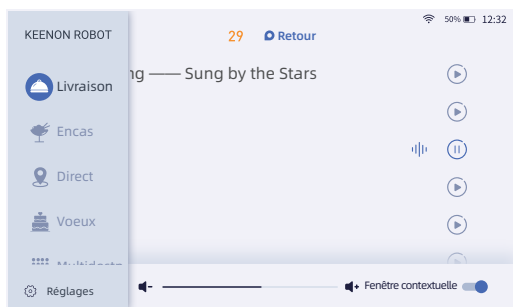 50% 12:32
KEENON ROBOT
29 Retour
ng —— Sung by the Stars
Livraison
Encas
Direct
Voeux
Réglages
Fenêtre contextuelle